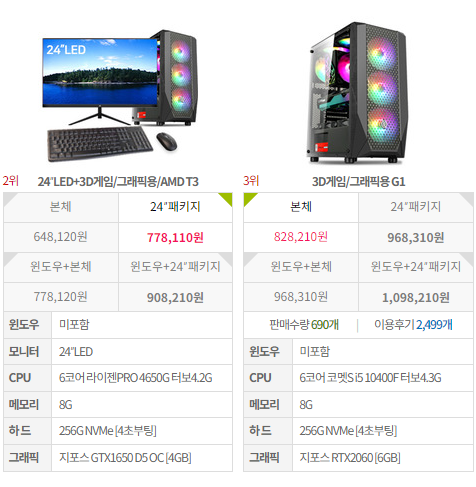 24"LED
2위 24"LED+3D게임/그래픽용/AMD T3
본체 24"패키지
648,120원 778,110원
윈도우+본체 윈도우+24"패키지
778,120원 908,210원
윈도우 미포함
모니터 24"LED
CPU 6코어 라이젠PRO 4650G 터보4.2G
메모리 8G
하 드 256G NVMe [4초부팅]
그래픽 지포스 GTX1650 D5 OC [4GB]
3위 3D게임/그래픽용 G1
본체 24"패키지
828,210원 968,310원
윈도우+본체 윈도우+24"패키지
968,310원 1,098,210원
판매수량 690개 | 이용후기 2,499개
윈도우 미포함
CPU 6코어 코멧S i5 10400F 터보4.3G
메모리 8G
하 드 256G NVMe [4초부팅]
그래픽 지포스 RTX2060 [6GB]